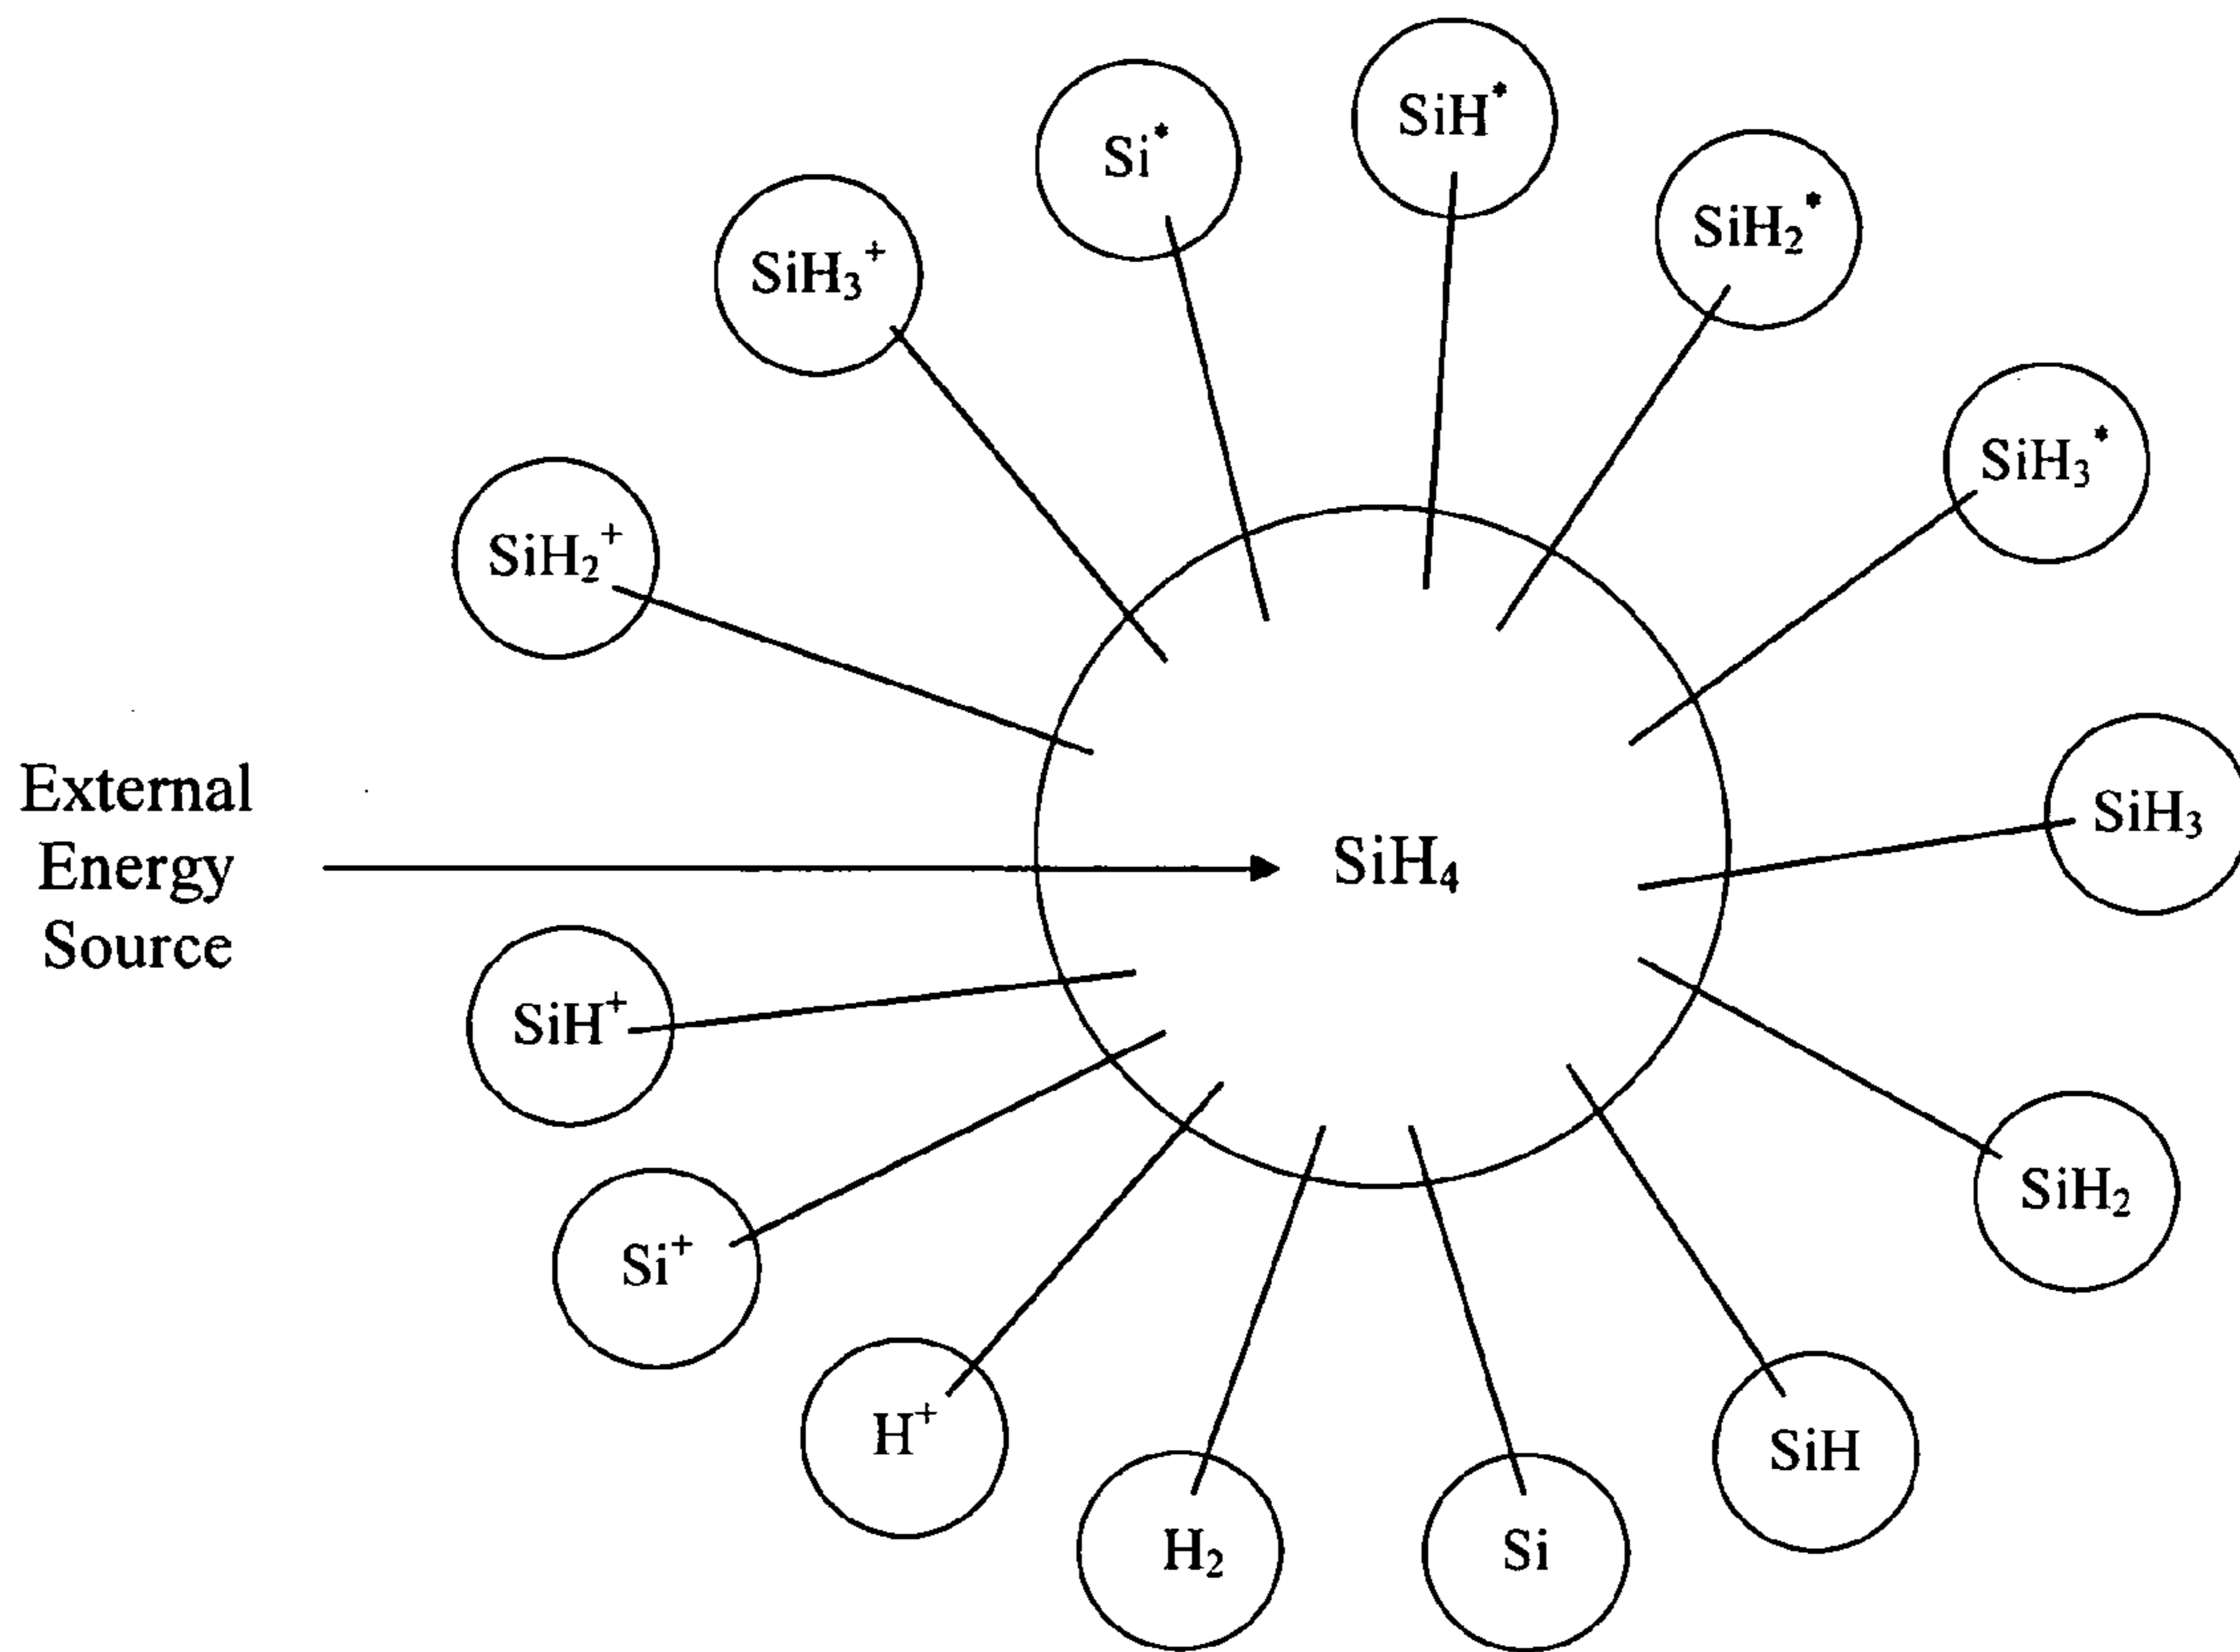 SiH*
Si*
SiH₂*
SiH₃⁺
SiH₃*
SiH₂⁺
External
Energy
Source
SiH₄
SiH₃
SiH⁺
SiH₂
Si⁺
H⁺
SiH
H₂
Si